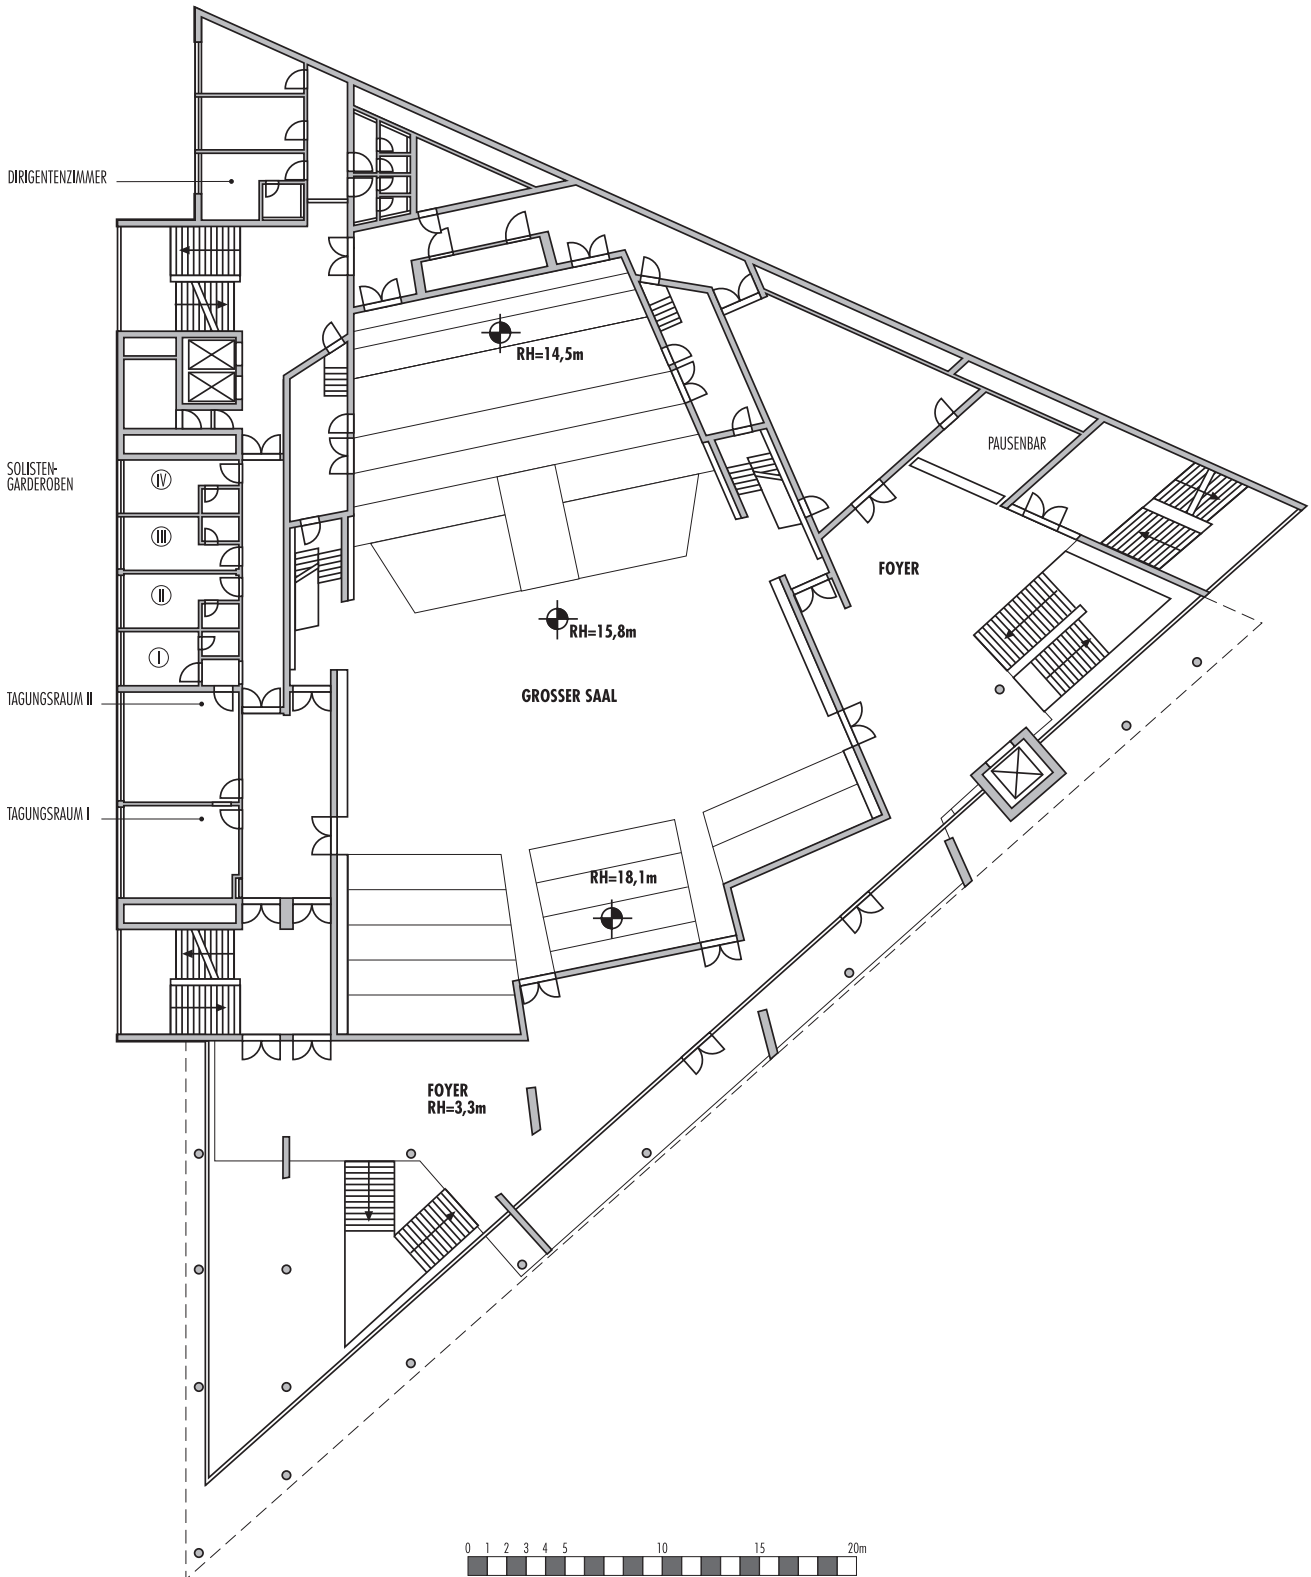 DIRIGENTENZIMMER
RH=14,5m
PAUSENBAR
SOLISTEN-
GARDEROBEN
IV
III
II
I
FOYER
RH=15,8m
GROSSER SAAL
TAGUNGSRAUM II
TAGUNGSRAUM I
RH=18,1m
FOYER
RH=3,3m
0 1 2 3 4 5 10 15 20m